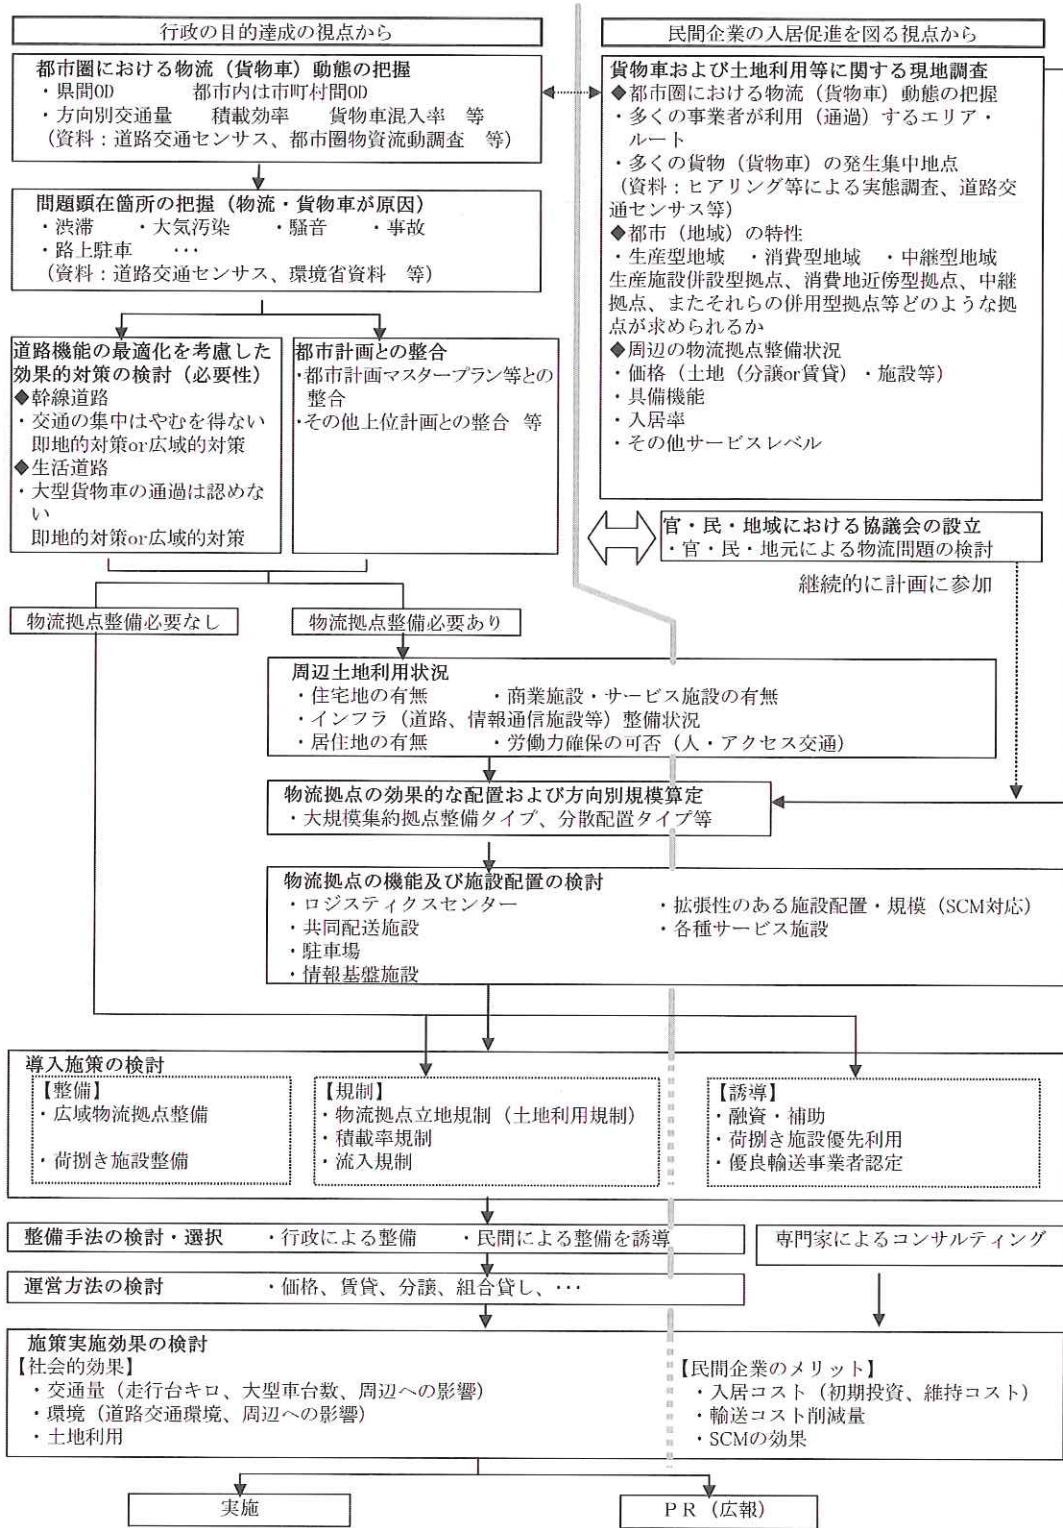 行政の目的達成の視点から
都市圏における物流（貨物車）動態の把握
・県間OD　都市内は市町村間OD
・方向別交通量　積載効率　貨物車混入率　等
（資料：道路交通センサス、都市圏物資流動調査　等）
問題顕在箇所の把握（物流・貨物車が原因）
・渋滞　・大気汚染　・騒音　・事故
・路上駐車　…
（資料：道路交通センサス、環境省資料　等）
道路機能の最適化を考慮した
効果的対策の検討（必要性）
◆幹線道路
・交通の集中はやむを得ない
即地的対策or広域的対策
◆生活道路
・大型貨物車の通過は認めな
い
即地的対策or広域的対策
都市計画との整合
・都市計画マスタープラン等との
整合
・その他上位計画との整合　等
民間企業の入居促進を図る視点から
貨物車および土地利用等に関する現地調査
◆都市圏における物流（貨物車）動態の把握
・多くの事業者が利用（通過）するエリア・
ルート
・多くの貨物（貨物車）の発生集中地点
（資料：ヒアリング等による実態調査、道路交
通センサス等）
◆都市（地域）の特性
・生産型地域　・消費型地域　・中継型地域
生産施設併設型拠点、消費地近傍型拠点、中継
拠点、またそれらの併用型拠点等どのような拠
点が求められるか
◆周辺の物流拠点整備状況
・価格（土地（分譲or賃貸）・施設等）
・具備機能
・入居率
・その他サービスレベル
官・民・地域における協議会の設立
・官・民・地元による物流問題の検討
継続的に計画に参加
物流拠点整備必要なし
物流拠点整備必要あり
周辺土地利用状況
・住宅地の有無　・商業施設・サービス施設の有無
・インフラ（道路、情報通信施設等）整備状況
・居住地の有無　・労働力確保の可否（人・アクセス交通）
物流拠点の効果的な配置および方向別規模算定
・大規模集約拠点整備タイプ、分散配置タイプ等
物流拠点の機能及び施設配置の検討
・ロジスティクスセンター　・拡張性のある施設配置・規模（SCM対応）
・共同配送施設　・各種サービス施設
・駐車場
・情報基盤施設
導入施策の検討
【整備】
・広域物流拠点整備
・荷捌き施設整備
【規制】
・物流拠点立地規制（土地利用規制）
・積載率規制
・流入規制
【誘導】
・融資・補助
・荷捌き施設優先利用
・優良輸送事業者認定
整備手法の検討・選択　・行政による整備　・民間による整備を誘導
専門家によるコンサルティング
運営方法の検討　・価格、賃貸、分譲、組合貸し、…
施策実施効果の検討
【社会的効果】
・交通量（走行台キロ、大型車台数、周辺への影響）
・環境（道路交通環境、周辺への影響）
・土地利用
【民間企業のメリット】
・入居コスト（初期投資、維持コスト）
・輸送コスト削減量
・SCMの効果
実施
ＰＲ（広報）